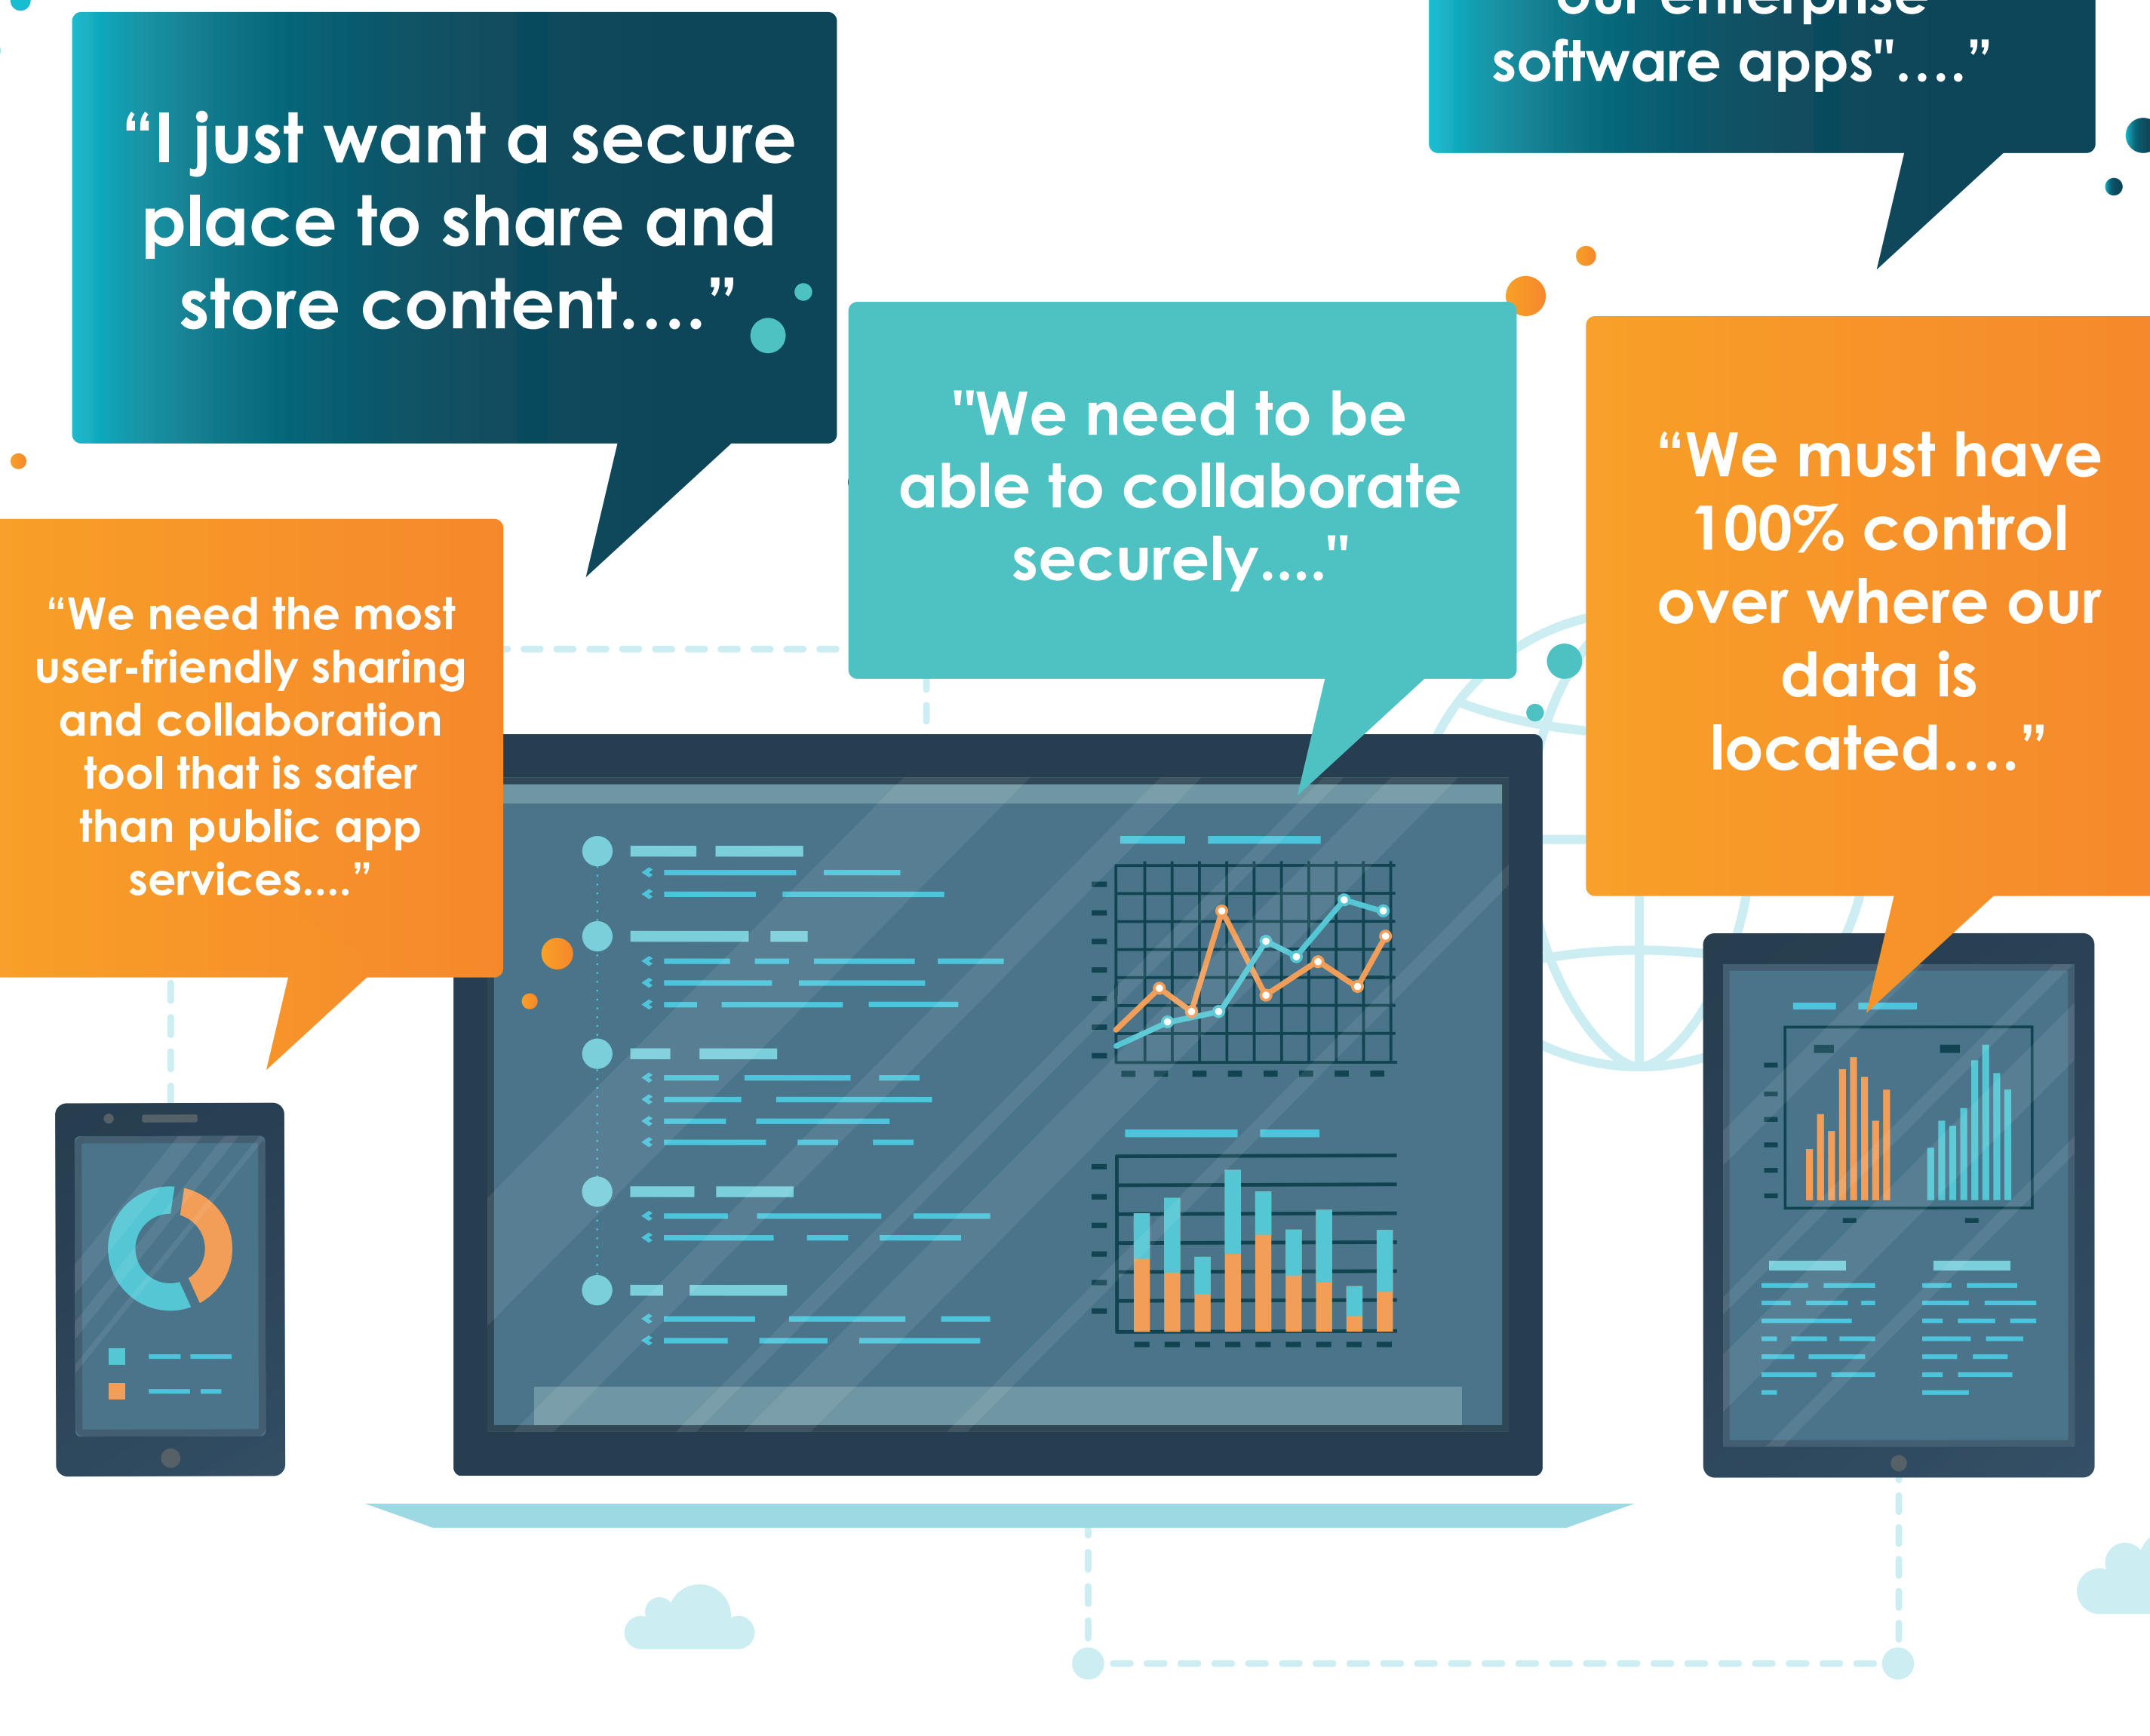 “I just want a secure
place to share and
store content....”
software apps"....”
"We need to be
able to collaborate
securely...."
“We must have
100% control
over where our
data is
located....”
“We need the most
user-friendly sharing
and collaboration
tool that is safer
than public app
services....”